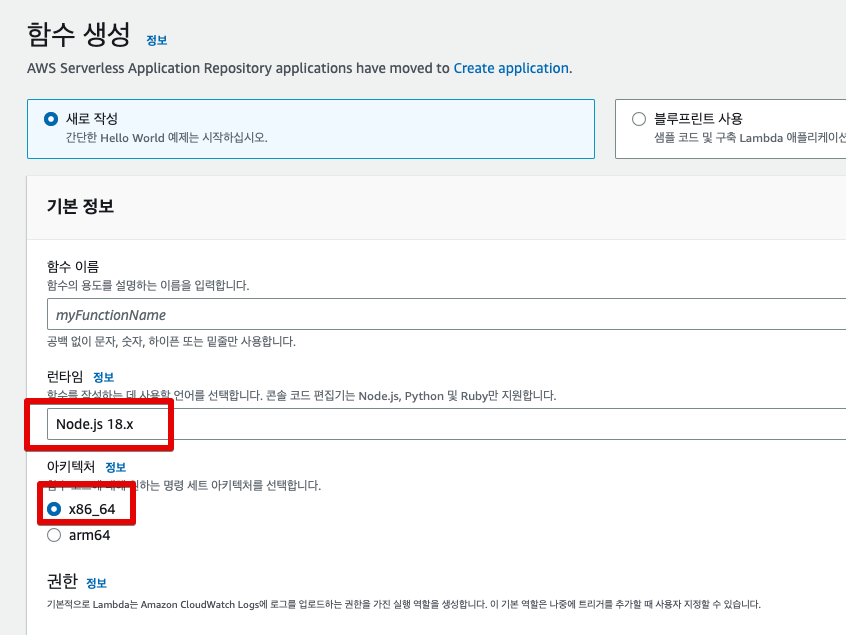 함수 생성 정보
AWS Serverless Application Repository applications have moved to Create application.
새로 작성
간단한 Hello World 예제는 시작하십시오.
블루프린트 사용
샘플 코드 및 구축 Lambda 애플리케이션
기본 정보
함수 이름
함수의 용도를 설명하는 이름을 입력합니다.
myFunctionName
공백 없이 문자, 숫자, 하이픈 또는 밑줄만 사용합니다.
런타임 정보
함수를 작성하는 데 사용할 언어를 선택합니다. 콘솔 코드 편집기는 Node.js, Python 및 Ruby만 지원합니다.
Node.js 18.x
아키텍처 정보
명령 세트 아키텍처를 선택합니다.
x86_64
arm64
권한 정보
기본적으로 Lambda는 Amazon CloudWatch Logs에 로그를 업로드하는 권한을 가진 실행 역할을 생성합니다. 이 기본 역할은 나중에 트리거를 추가할 때 사용자 지정할 수 있습니다.